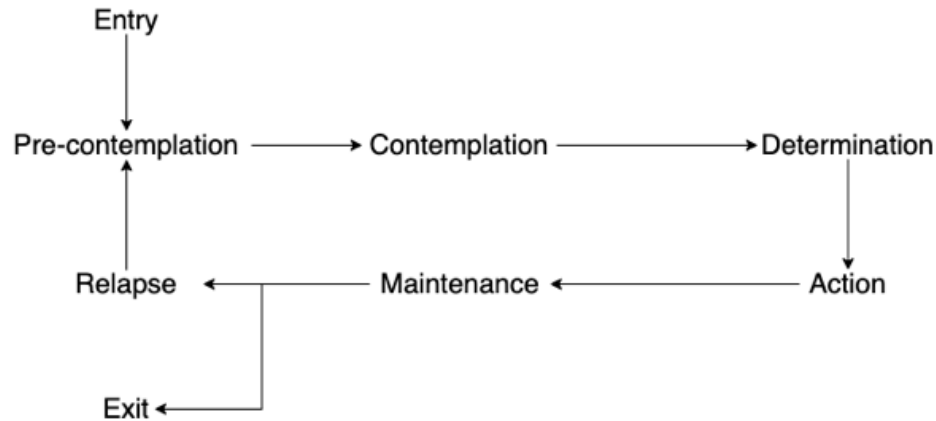 Entry
Pre-contemplation
Contemplation
Determination
Relapse
Maintenance
Action
Exit